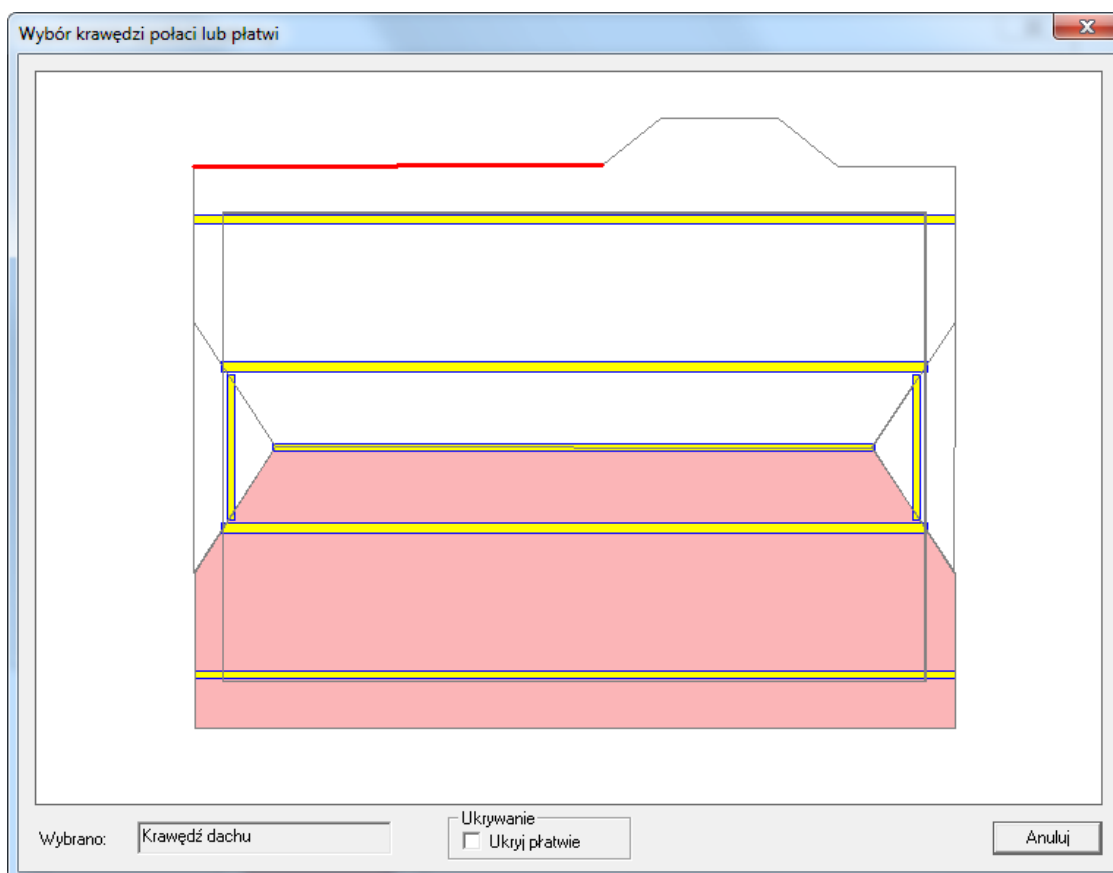 Wybór krawędzi połaci lub płatwi
Wybrano:
Krawędź dachu
Ukrywanie
Ukryj płatwie
Anuluj